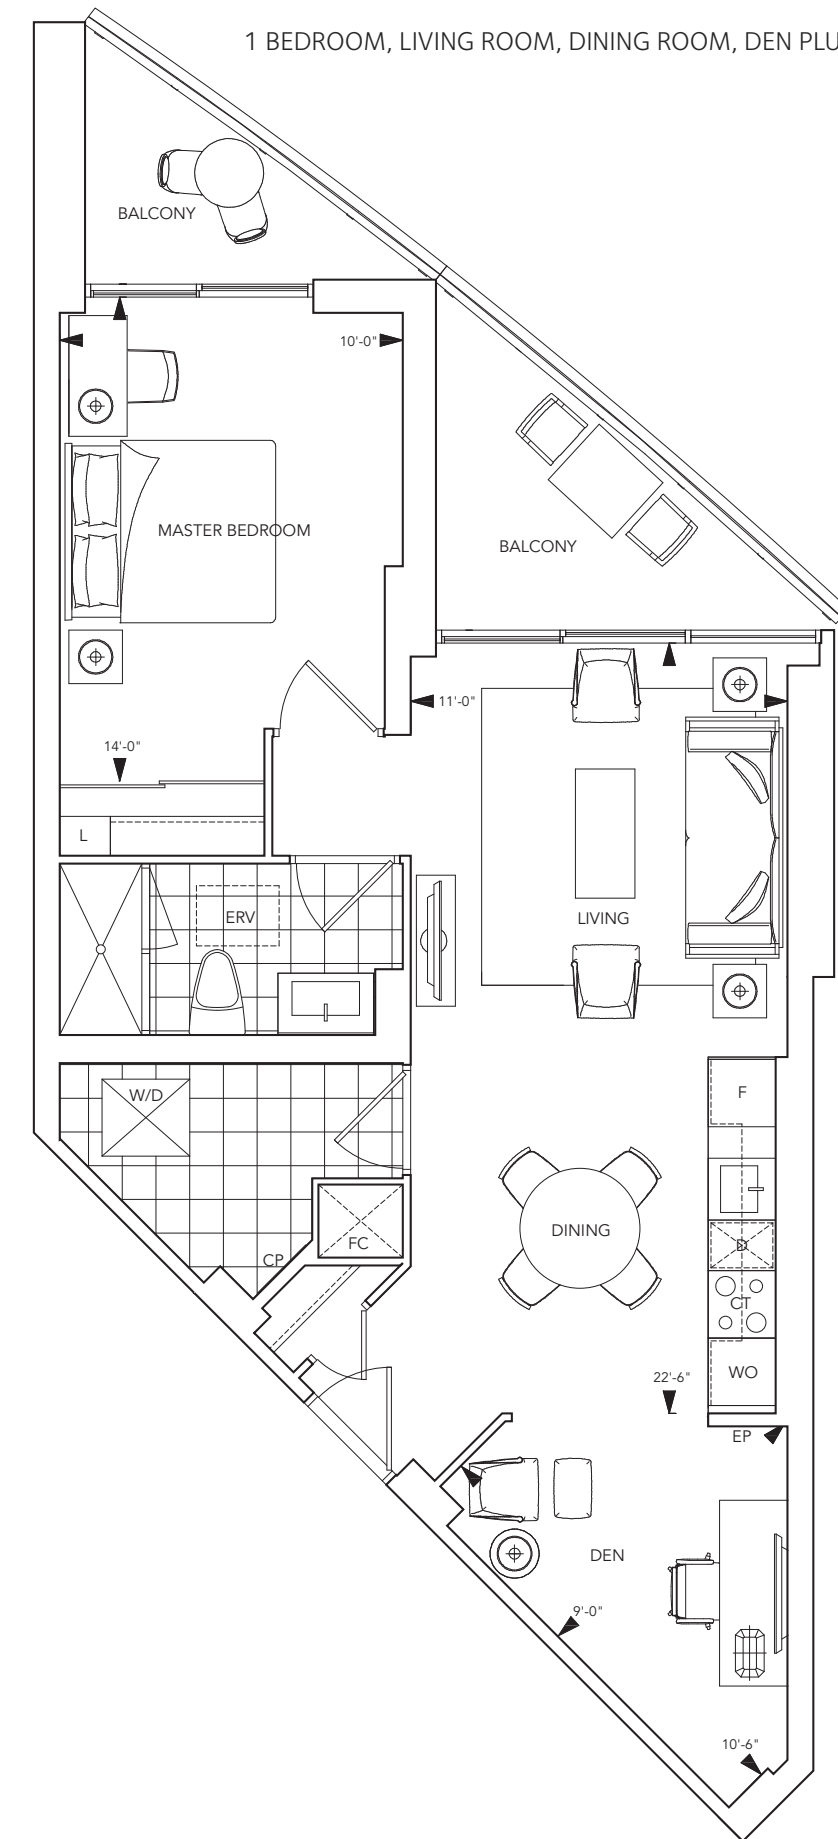 1 BEDROOM, LIVING ROOM, DINING ROOM, DEN PLU
BALCONY
10'-0"
MASTER BEDROOM
BALCONY
11'-0"
14'-0"
L
ERV
LIVING
W/D
F
DINING
FC
CP
D
CT
WO
22'-6"
EP
DEN
9'-0"
10'-6"